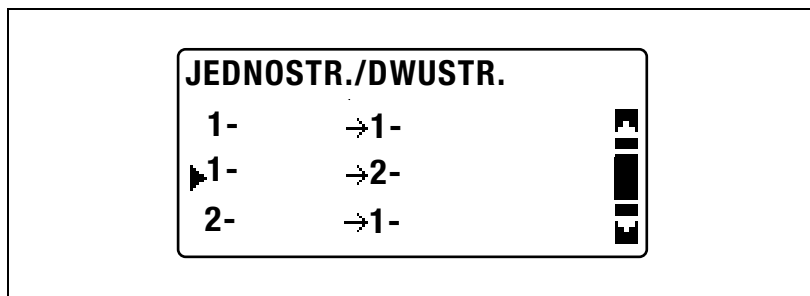 JEDNOSTR./DWUSTR.
1- →1-
1- →2-
2- →1-